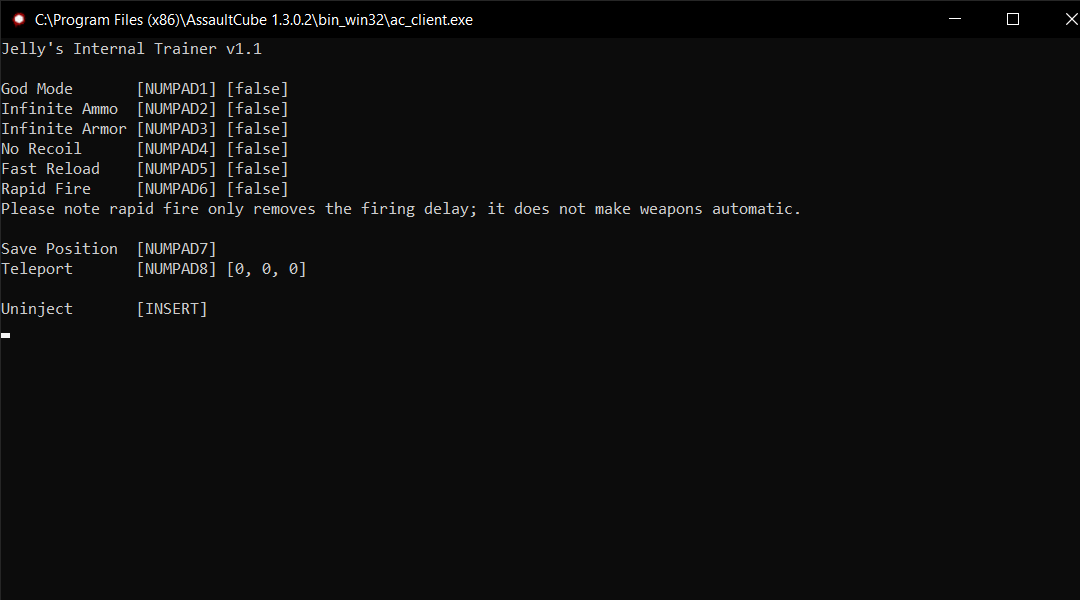 C:\Program Files (x86)\AssaultCube 1.3.0.2\bin_win32\ac_client.exe
Jelly's Internal Trainer v1.1
God Mode       [NUMPAD1] [false]
Infinite Ammo  [NUMPAD2] [false]
Infinite Armor [NUMPAD3] [false]
No Recoil      [NUMPAD4] [false]
Fast Reload    [NUMPAD5] [false]
Rapid Fire     [NUMPAD6] [false]
Please note rapid fire only removes the firing delay; it does not make weapons automatic.
Save Position  [NUMPAD7]
Teleport       [NUMPAD8] [0, 0, 0]
Uninject       [INSERT]